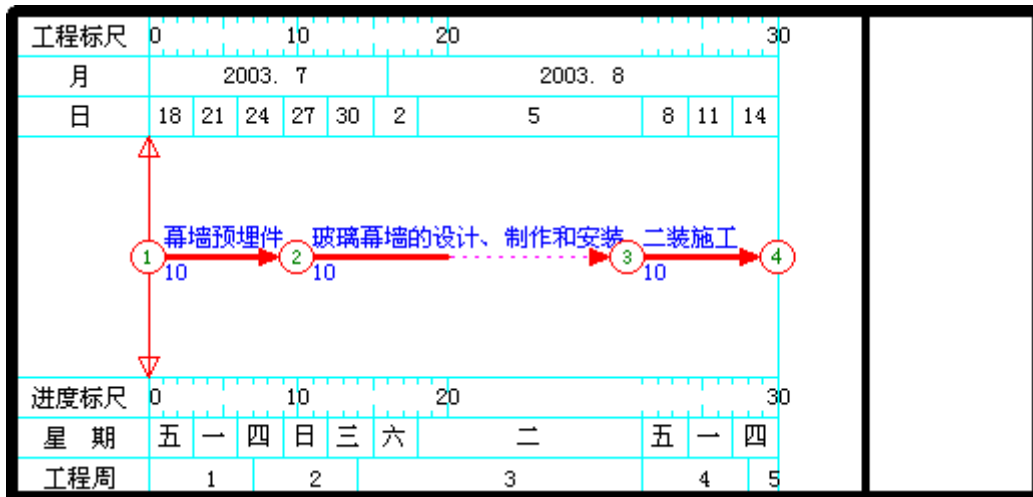 工程标尺 0 10 20 30
月 2003. 7 2003. 8
日 18 21 24 27 30 2 5 8 11 14
幕墙预埋件 玻璃幕墙的设计、制作和安装 二装施工
1 2 3 4
10 10 10
进度标尺 0 10 20 30
星 期 五 一 四 日 三 六 二 五 一 四
工程周 1 2 3 4 5